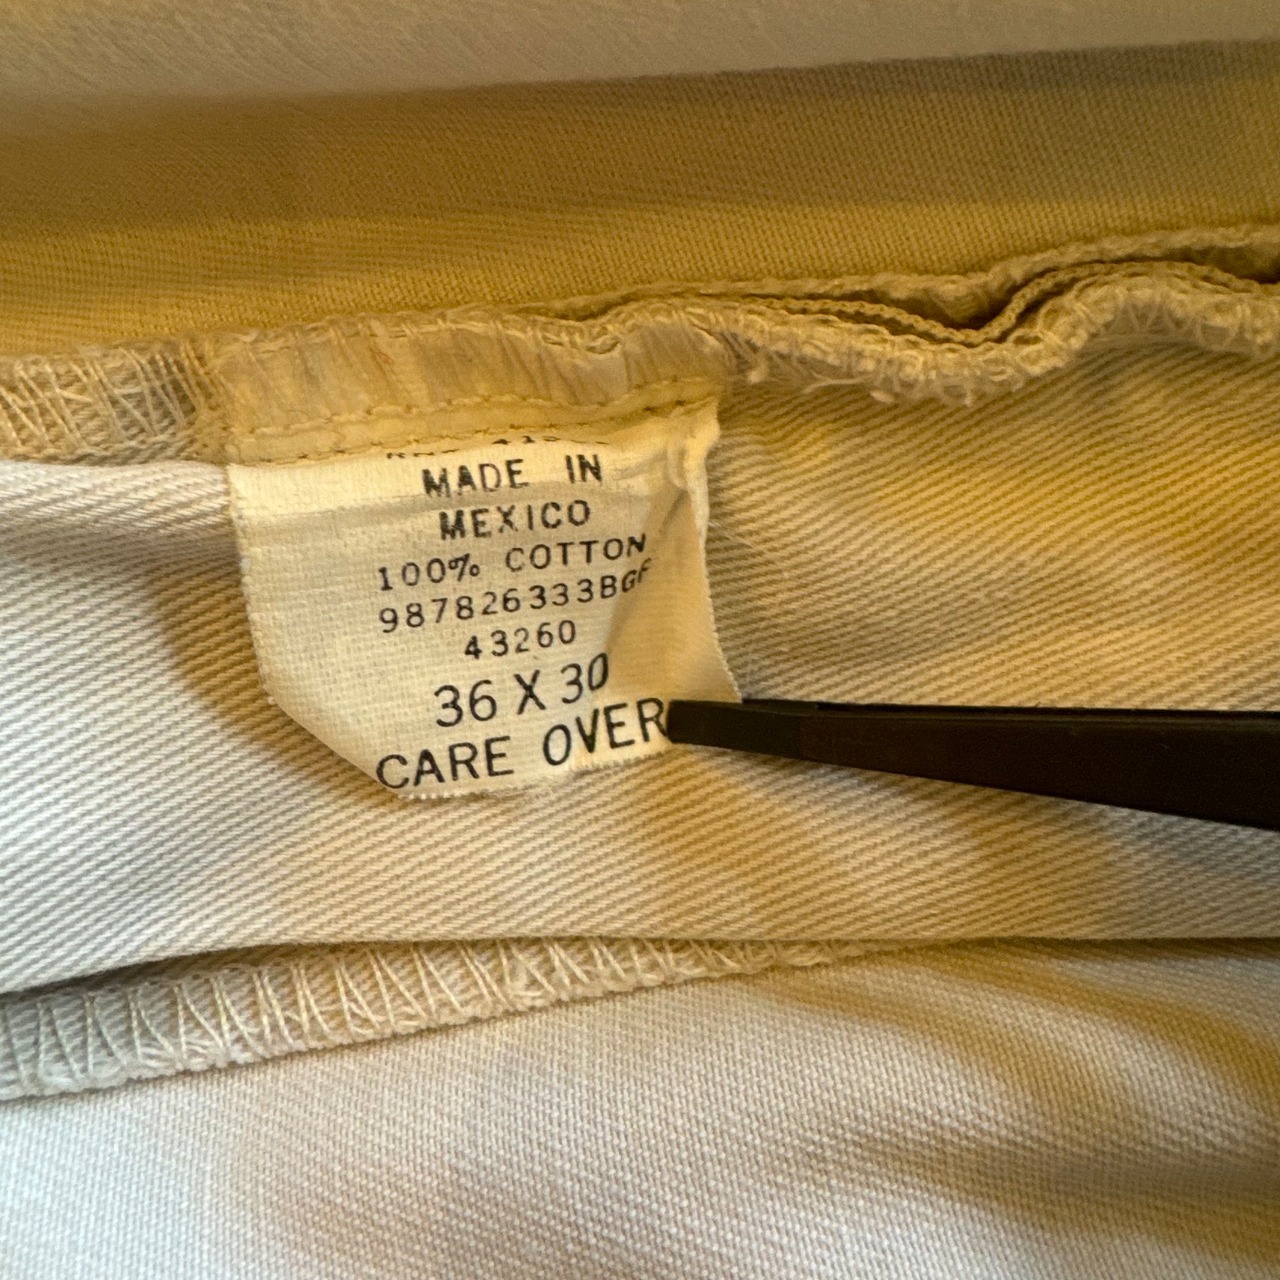 MADE IN
MEXICO
100% COTTON
987826333BGF
43260
36 X 30
CARE OVER